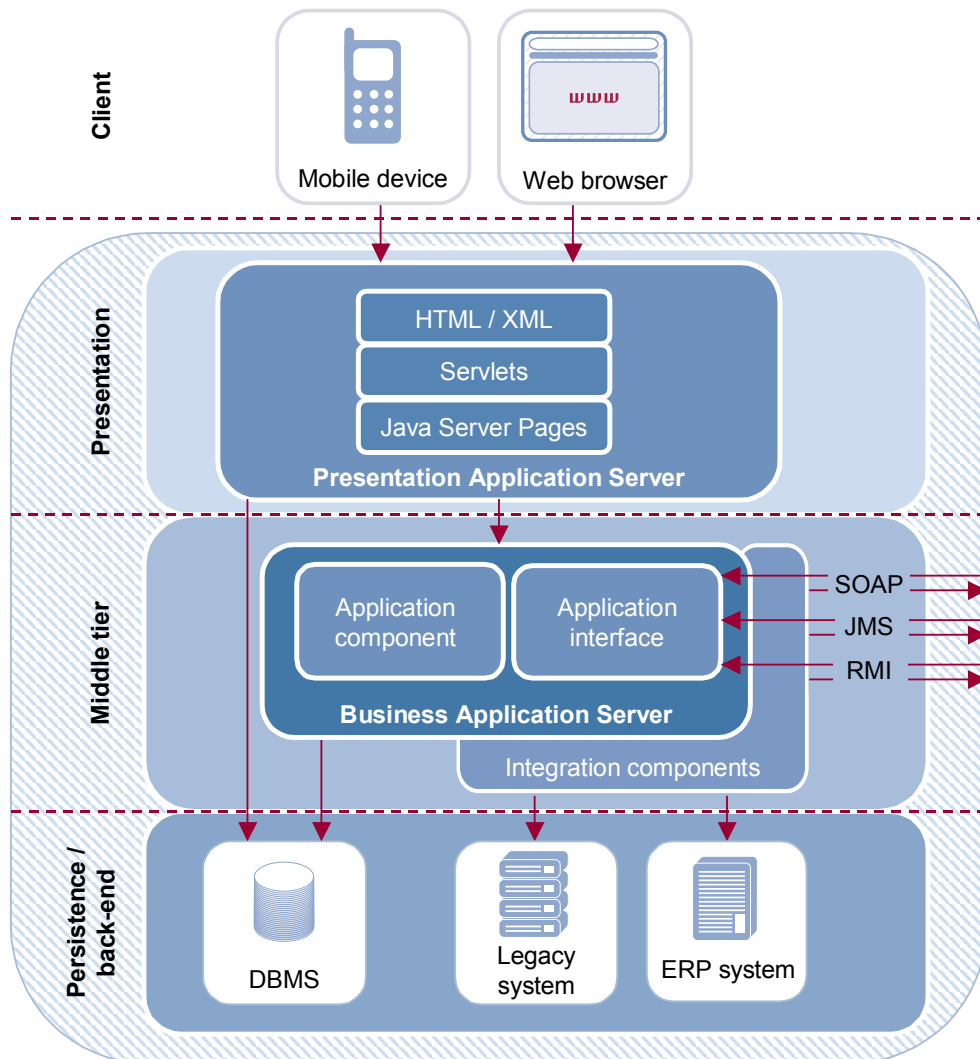 Client
www
Mobile device
Web browser
Presentation
HTML / XML
Servlets
Java Server Pages
Presentation Application Server
Middle tier
Application
component
Application
interface
SOAP
JMS
RMI
Business Application Server
Integration components
Persistence /
back-end
DBMS
Legacy
system
ERP system